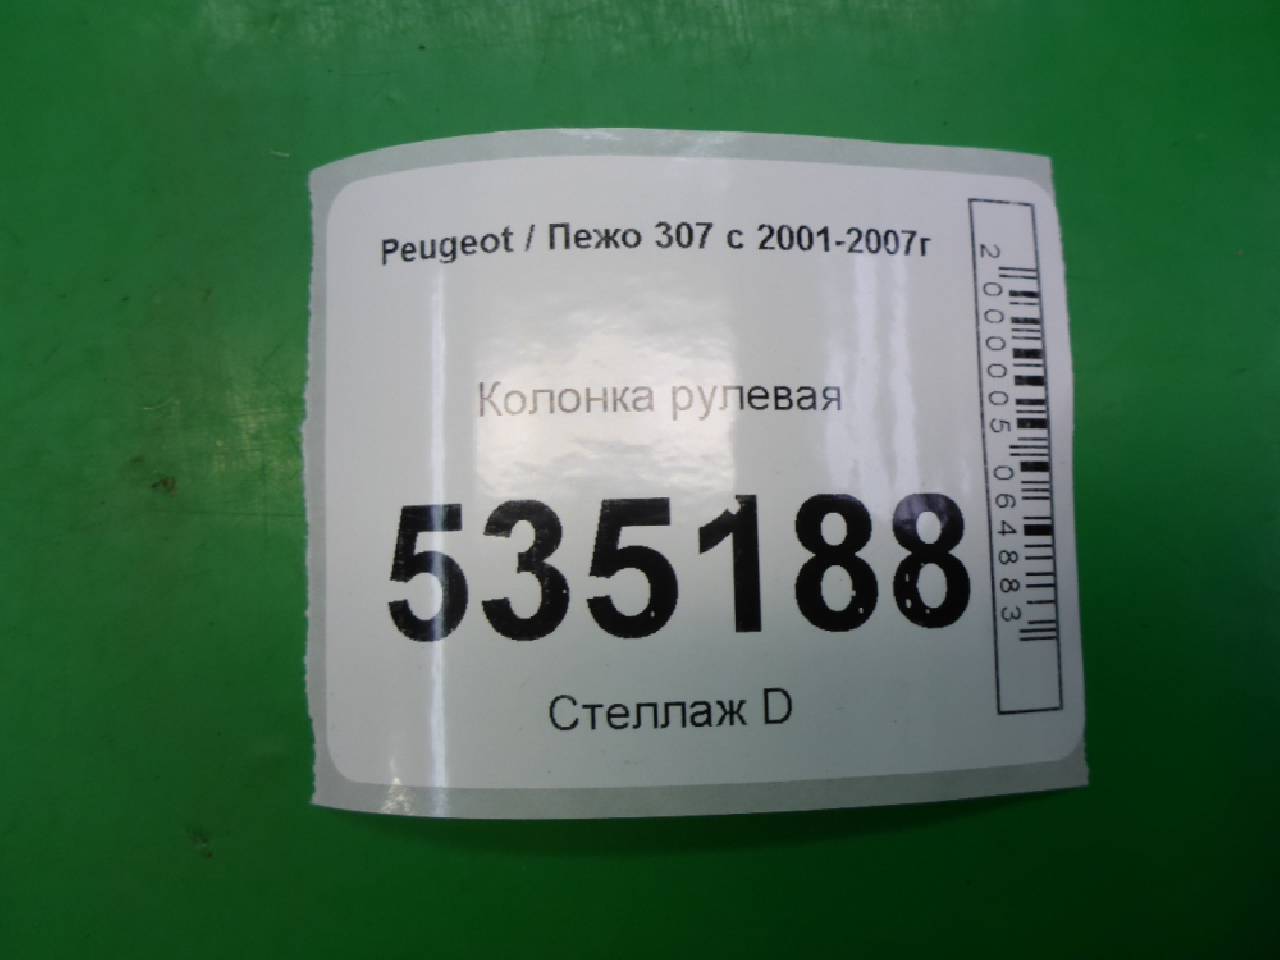 Peugeot / Пежо 307 с 2001-2007г
Колонка рулевая
535188
Стеллаж D
2000005064883